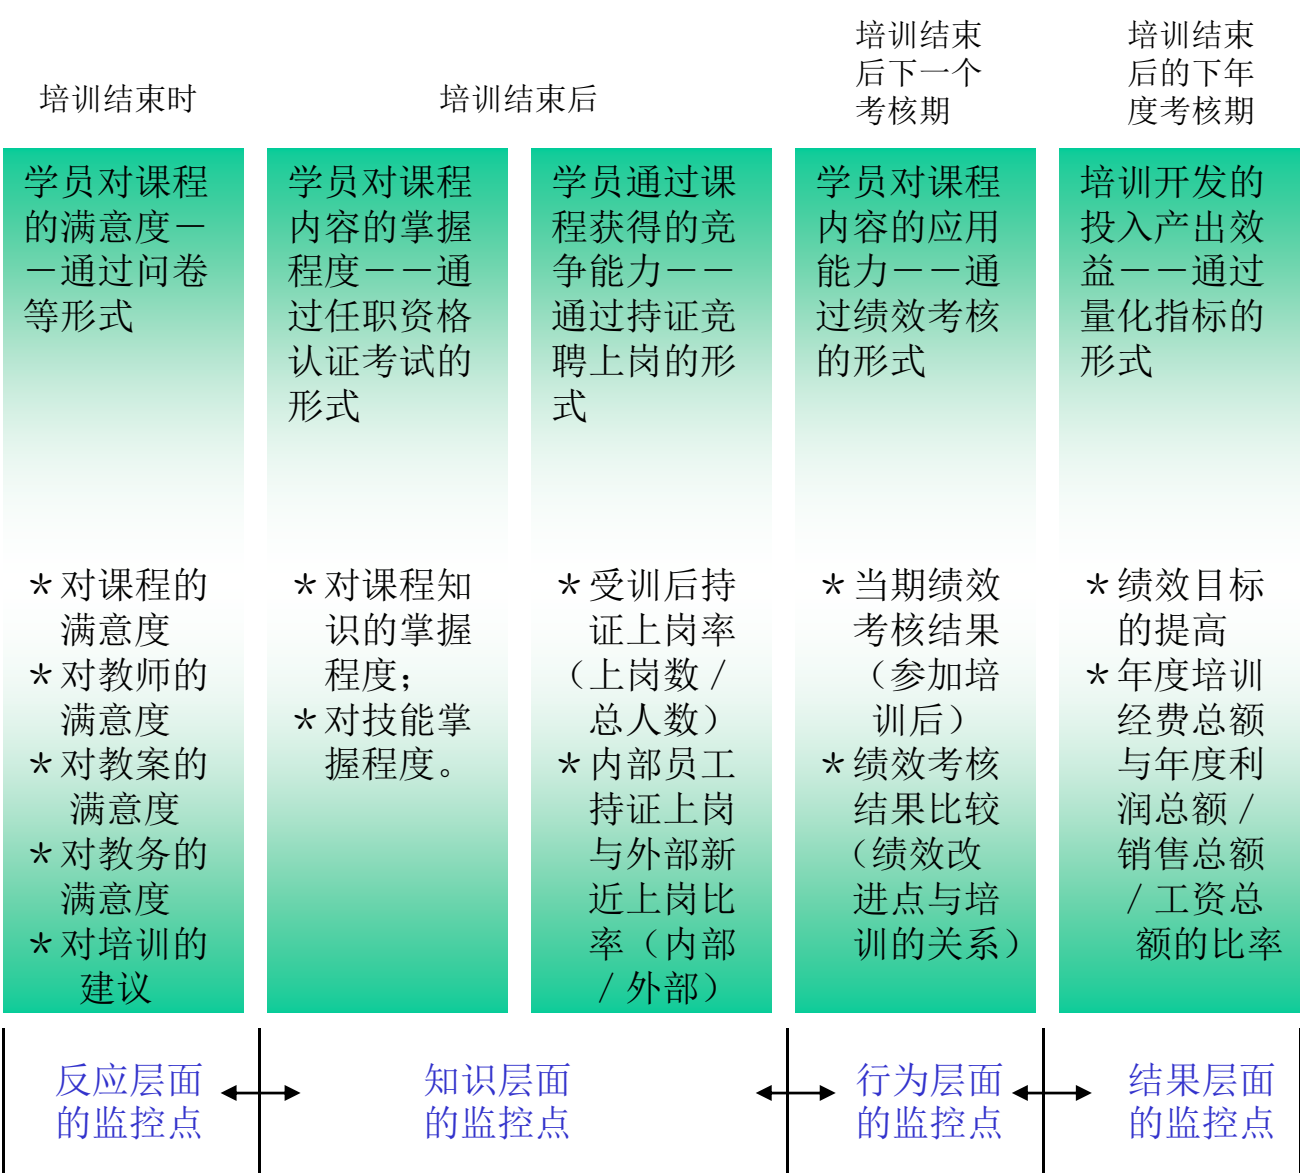 培训结束时
培训结束后
培训结束
后下一个
考核期
培训结束
后的下年
度考核期
学员对课程
的满意度－
－通过问卷
等形式
＊对课程的
满意度
＊对教师的
满意度
＊对教案的
满意度
＊对教务的
满意度
＊对培训的
建议
学员对课程
内容的掌握
程度－－通
过任职资格
认证考试的
形式
＊对课程知
识的掌握
程度；
＊对技能掌
握程度。
学员通过课
程获得的竞
争能力－－
通过持证竞
聘上岗的形
式
＊受训后持
证上岗率
（上岗数／
总人数）
＊内部员工
持证上岗
与外部新
近上岗比
率（内部
／外部）
学员对课程
内容的应用
能力－－通
过绩效考核
的形式
＊当期绩效
考核结果
（参加培
训后）
＊绩效考核
结果比较
（绩效改
进点与培
训的关系）
培训开发的
投入产出效
益－－通过
量化指标的
形式
＊绩效目标
的提高
＊年度培训
经费总额
与年度利
润总额／
销售总额
／工资总
额的比率
反应层面
的监控点
知识层面
的监控点
行为层面
的监控点
结果层面
的监控点